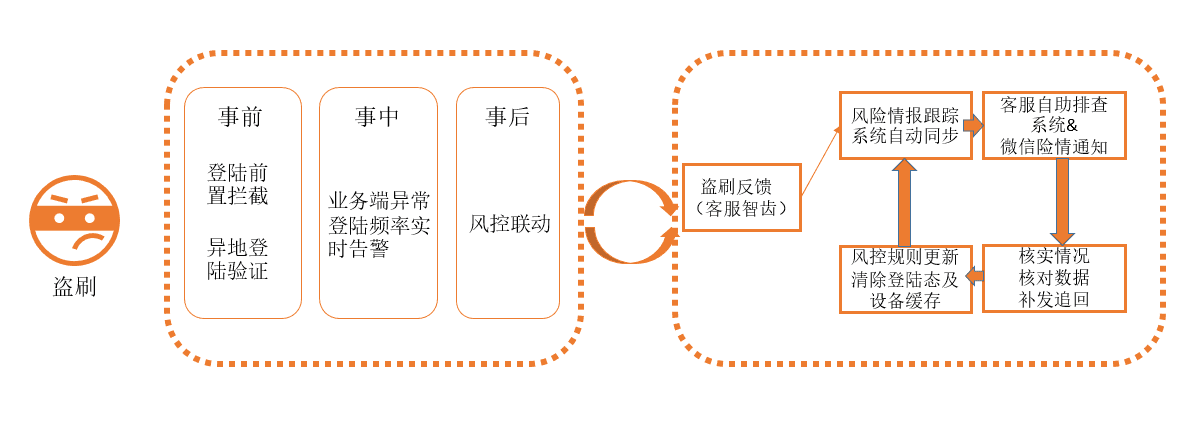 盗刷
事前
登陆前
置拦截
异地登
陆验证
事中
业务端异常
登陆频率实
时告警
事后
风控联动
盗刷反馈
（客服智齿）
风险情报跟踪
系统自动同步
客服自助排查
系统&
微信险情通知
风控规则更新
清除登陆态及
设备缓存
核实情况
核对数据
补发追回